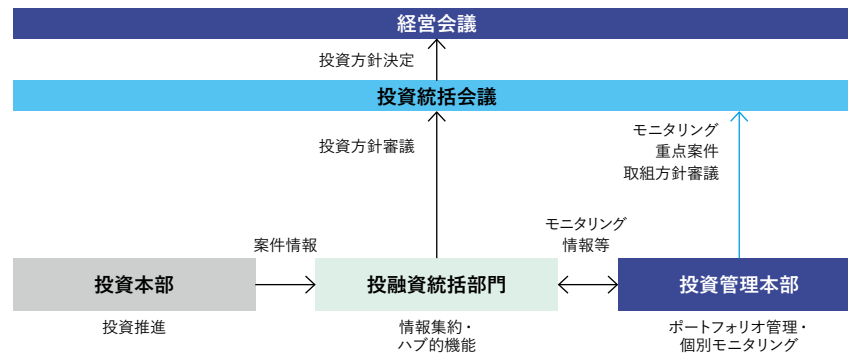 経営会議
投資方針決定
投資統括会議
投資方針審議
モニタリング
重点案件
取組方針審議
案件情報
モニタリング
情報等
投資本部
投融資統括部門
投資管理本部
投資推進
情報集約・
ハブ的機能
ポートフォリオ管理・
個別モニタリング